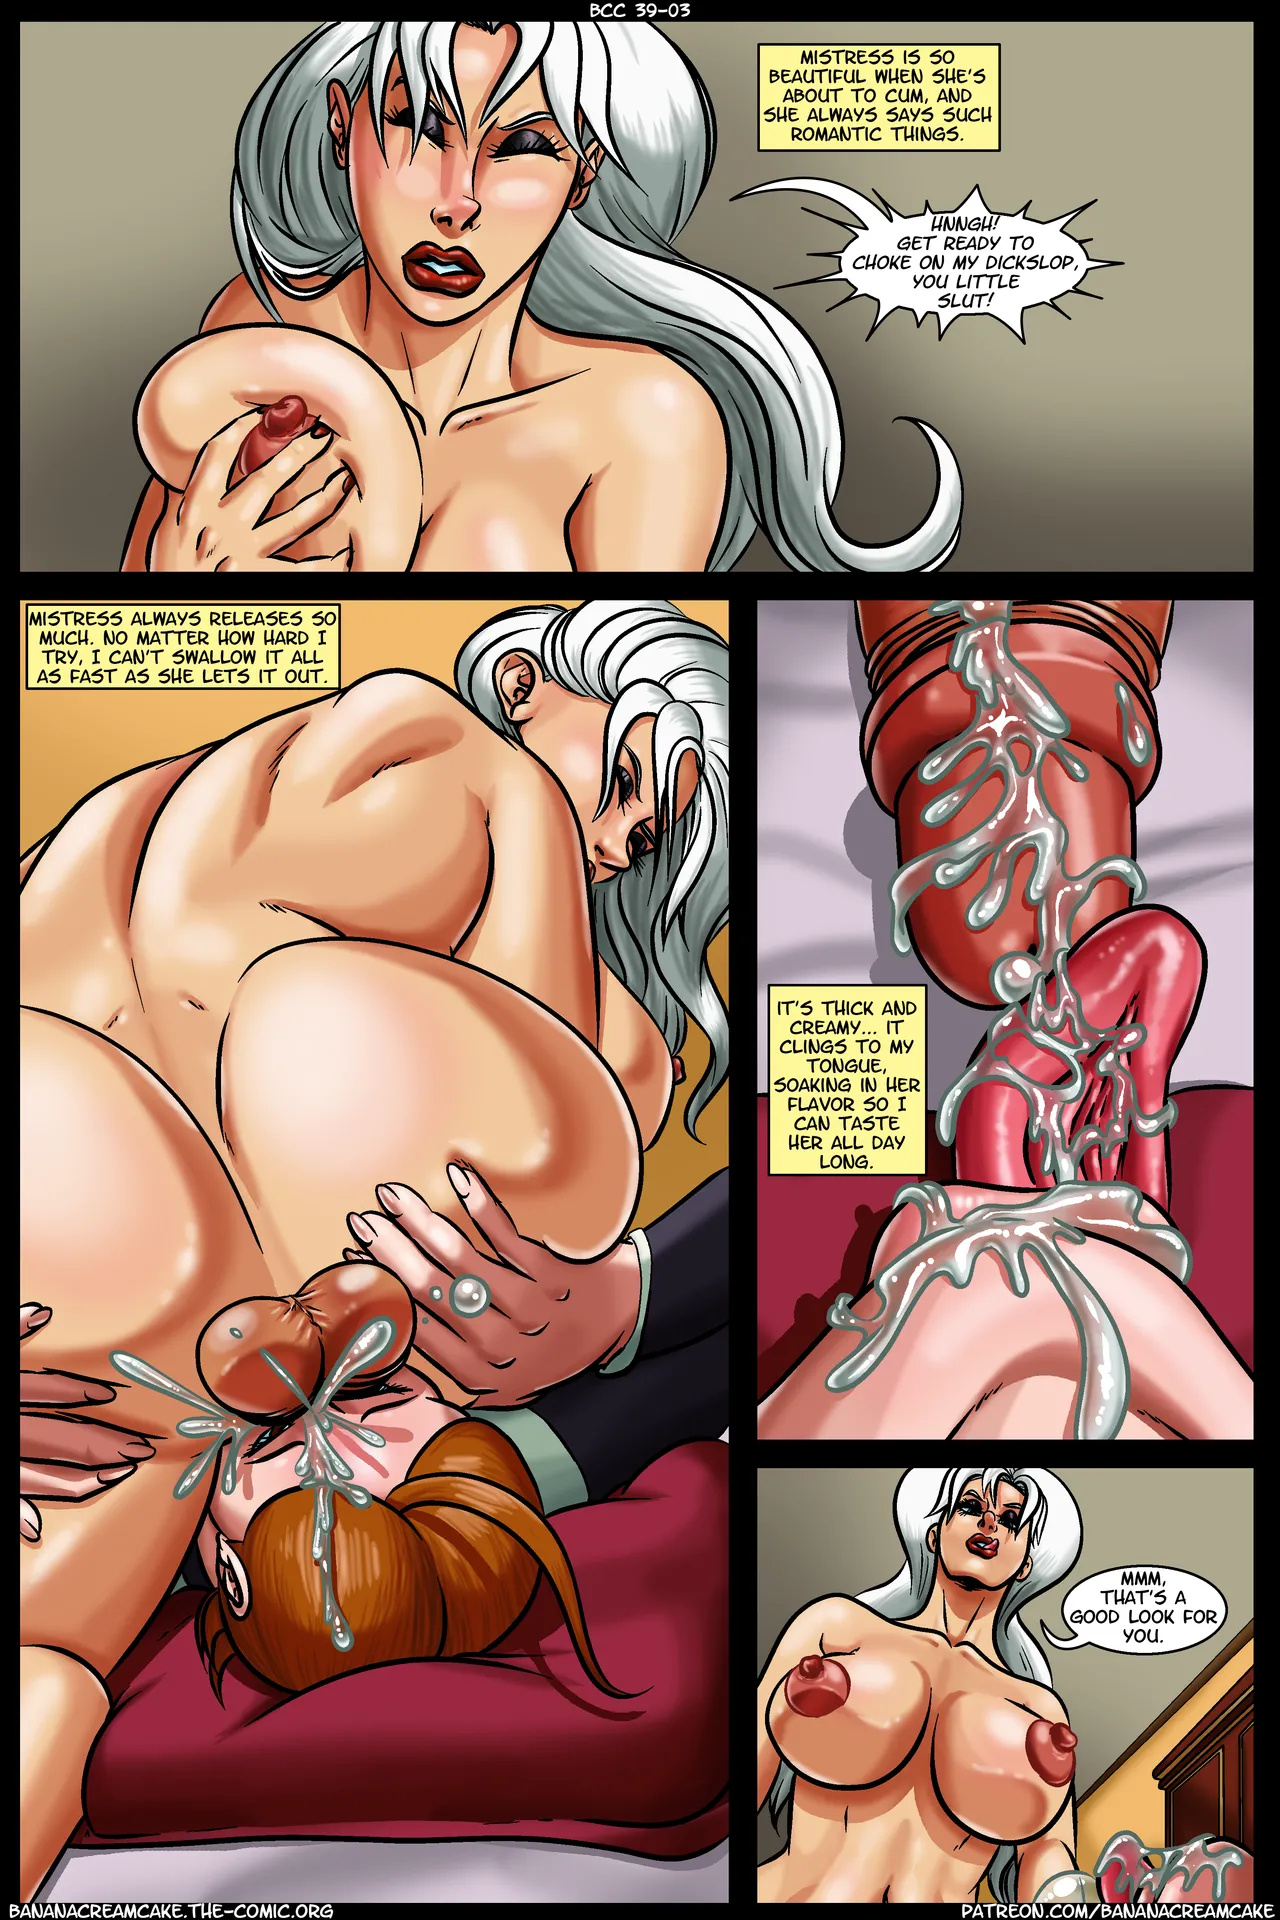 BCC 39-03
MISTRESS IS SO
BEAUTIFUL WHEN SHE'S
ABOUT TO CUM, AND
SHE ALWAYS SAYS SUCH
ROMANTIC THINGS.
HNNGH!
GET READY TO
CHOKE ON MY DICKSLOP,
YOU LITTLE
SLUT!
MISTRESS ALWAYS RELEASES SO
MUCH. NO MATTER HOW HARD I
TRY, I CAN'T SWALLOW IT ALL
AS FAST AS SHE LETS IT OUT.
IT'S THICK AND
CREAMY... IT
CLINGS TO MY
TONGUE,
SOAKING IN HER
FLAVOR SO I
CAN TASTE
HER ALL DAY
LONG.
MMM,
THAT'S A
GOOD LOOK FOR
YOU.
BANANACREAMCAKE.THE-COMIC.ORG
PATREON.COM/BANANACREAMCAKE